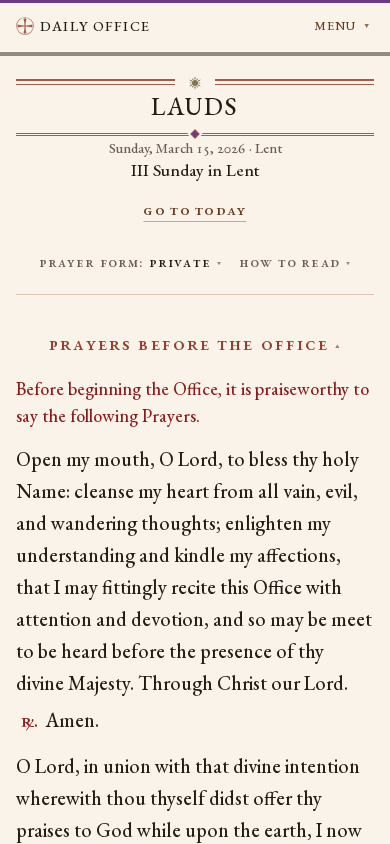 DAILY OFFICE
MENU ▾
LAUDS
Sunday, March 15, 2026 · Lent
III Sunday in Lent
GO TO TODAY
PRAYER FORM: PRIVATE ▾ HOW TO READ ▾
PRAYERS BEFORE THE OFFICE ▴
Before beginning the Office, it is praiseworthy to
say the following Prayers.
Open my mouth, O Lord, to bless thy holy
Name: cleanse my heart from all vain, evil,
and wandering thoughts; enlighten my
understanding and kindle my affections,
that I may fittingly recite this Office with
attention and devotion, and so may be meet
to be heard before the presence of thy
divine Majesty. Through Christ our Lord.
℟. Amen.
O Lord, in union with that divine intention
wherewith thou thyself didst offer thy
praises to God while upon the earth, I now